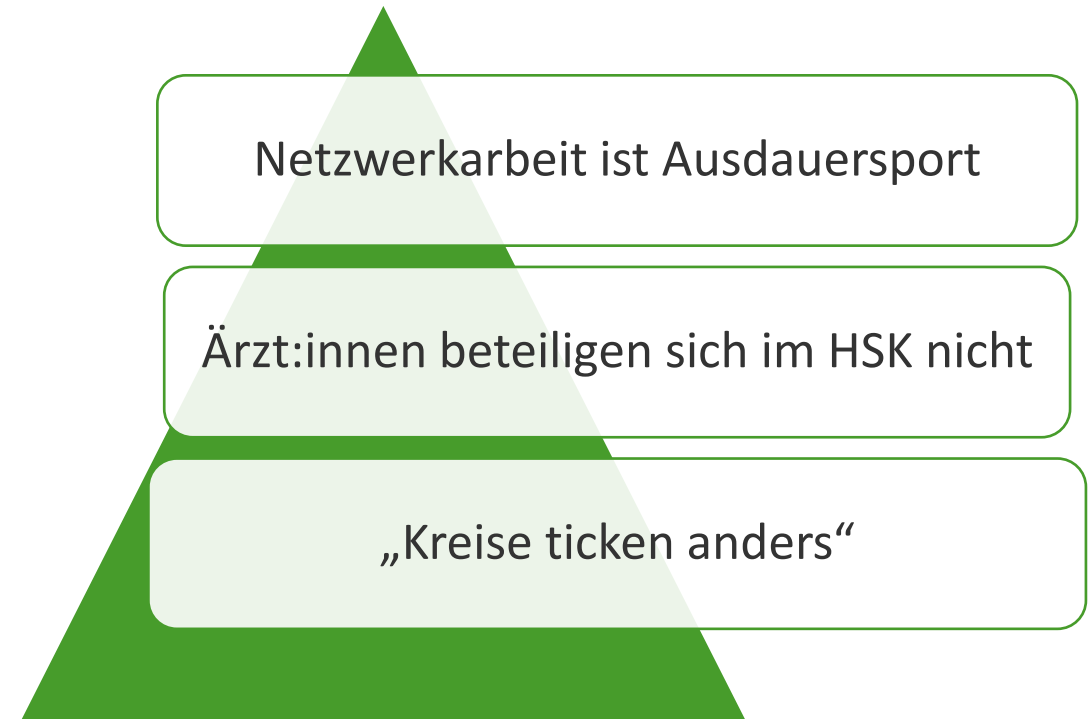 Netzwerkarbeit ist Ausdauersport
Ärzt:innen beteiligen sich im HSK nicht
„Kreise ticken anders“